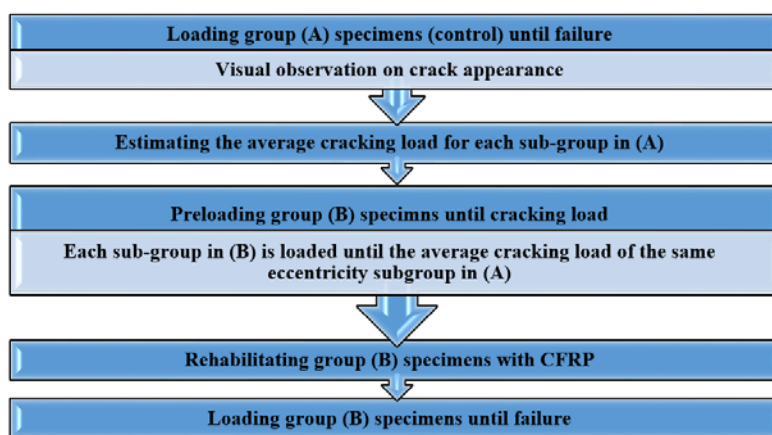 Loading group (A) specimens (control) until failure
Visual observation on crack appearance
Estimating the average cracking load for each sub-group in (A)
Preloading group (B) specimns until cracking load
Each sub-group in (B) is loaded until the average cracking load of the same
eccentricity subgroup in (A)
Rehabilitating group (B) specimens with CFRP
Loading group (B) specimens until failure